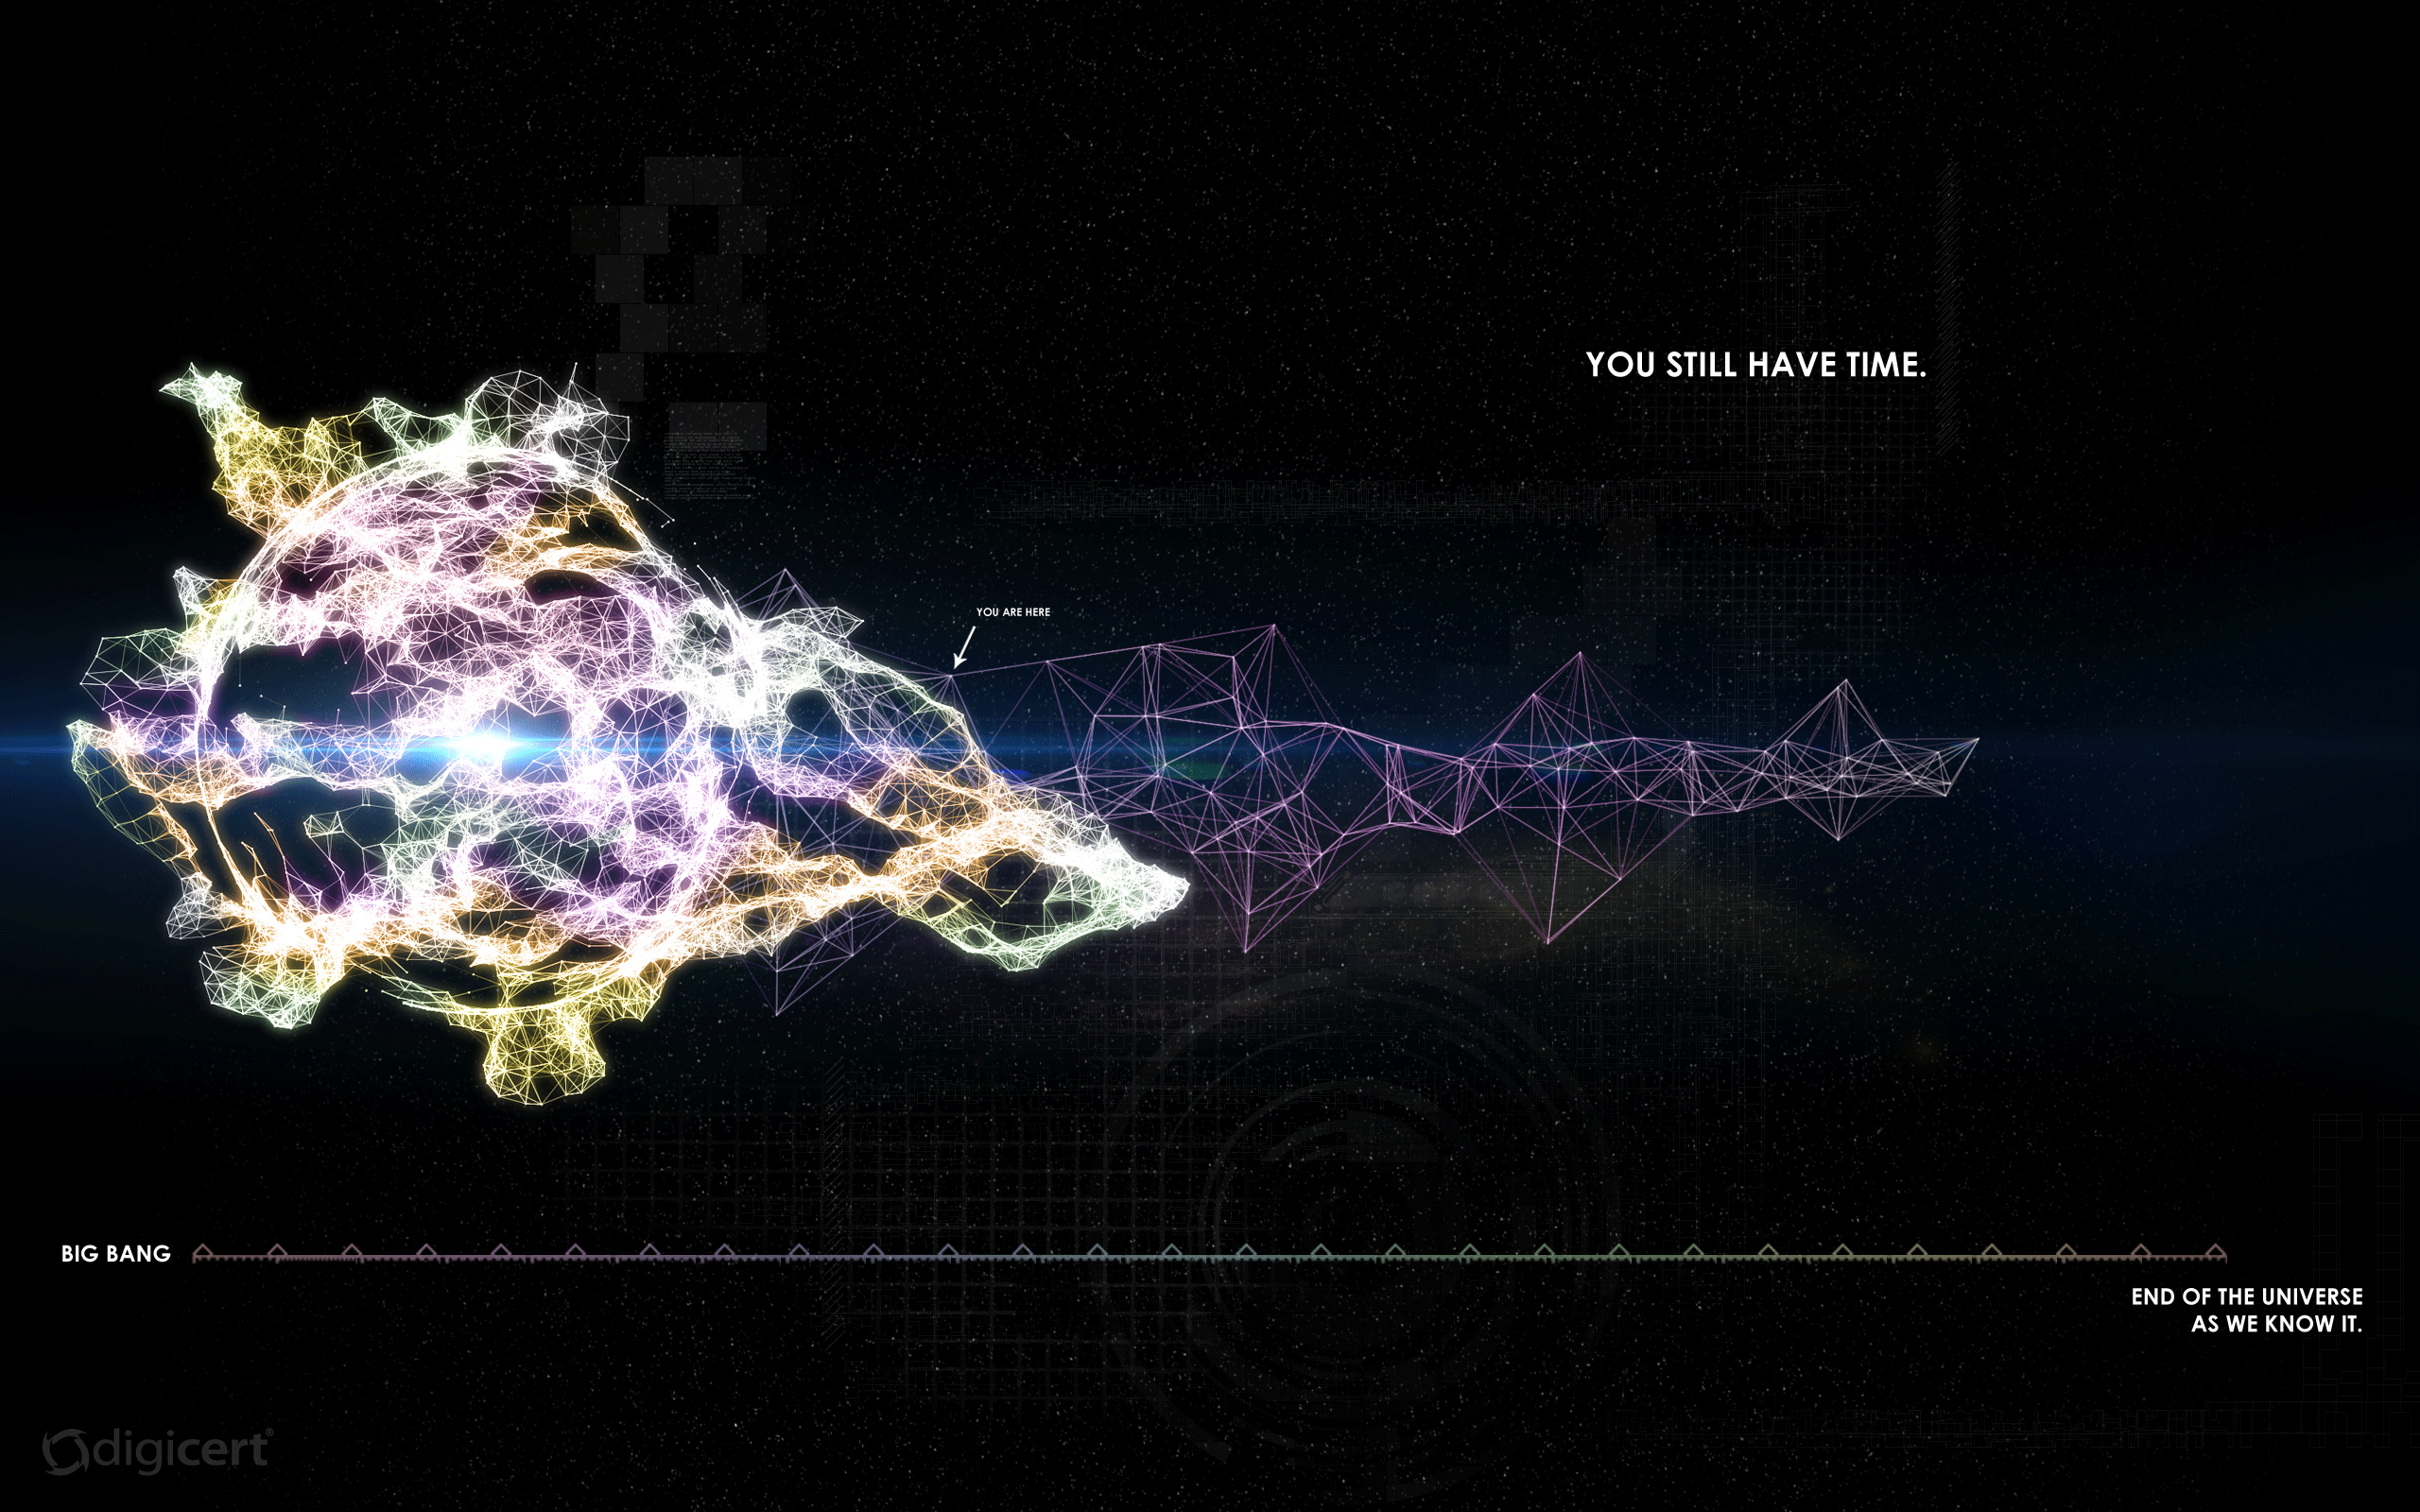 YOU STILL HAVE TIME.
YOU ARE HERE
BIG BANG
END OF THE UNIVERSE
AS WE KNOW IT.
digicert®